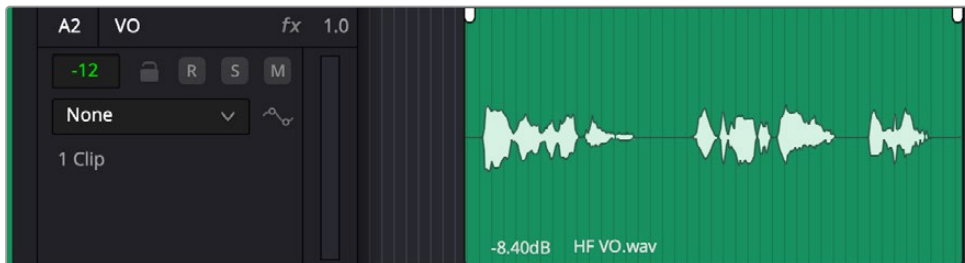 A2 VO fx 1.0
-12 R S M
None
1 Clip
-8.40dB HF VO.wav